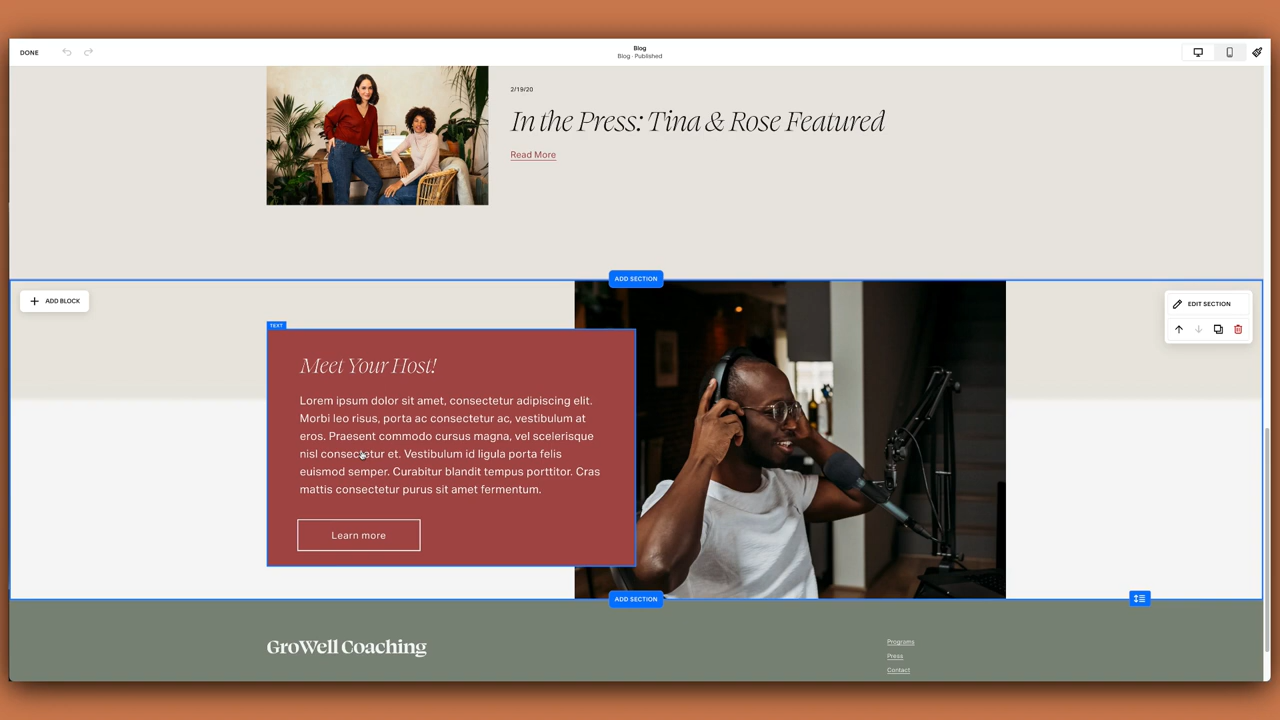 DONE
Blog
Blog · Published
2/19/20
In the Press: Tina & Rose Featured
Read More
ADD SECTION
ADD BLOCK
EDIT SECTION
TEXT
Meet Your Host!
Lorem ipsum dolor sit amet, consectetur adipiscing elit.
Morbi leo risus, porta ac consectetur ac, vestibulum at
eros. Praesent commodo cursus magna, vel scelerisque
nisl consectetur et. Vestibulum id ligula porta felis
euismod semper. Curabitur blandit tempus porttitor. Cras
mattis consectetur purus sit amet fermentum.
Learn more
ADD SECTION
GroWell Coaching
Programs
Press
Contact